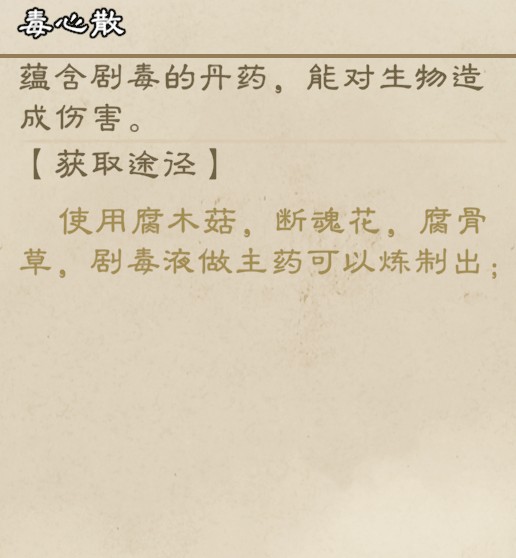 毒心散
蕴含剧毒的丹药，能对生物造
成伤害。
【获取途径】
使用腐木菇，断魂花，腐骨
草，剧毒液做主药可以炼制出；